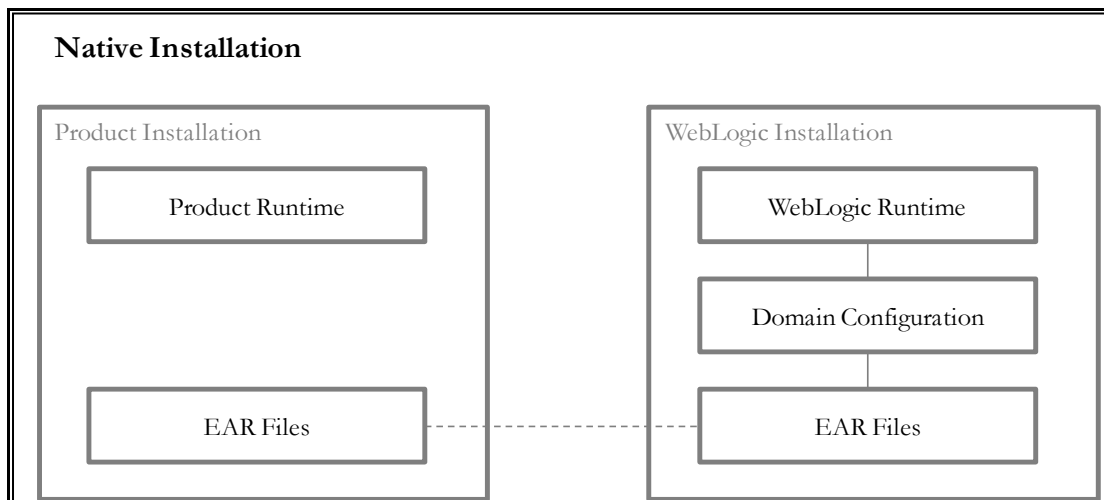 Native Installation
Product Installation
Product Runtime
EAR Files
WebLogic Installation
WebLogic Runtime
Domain Configuration
EAR Files